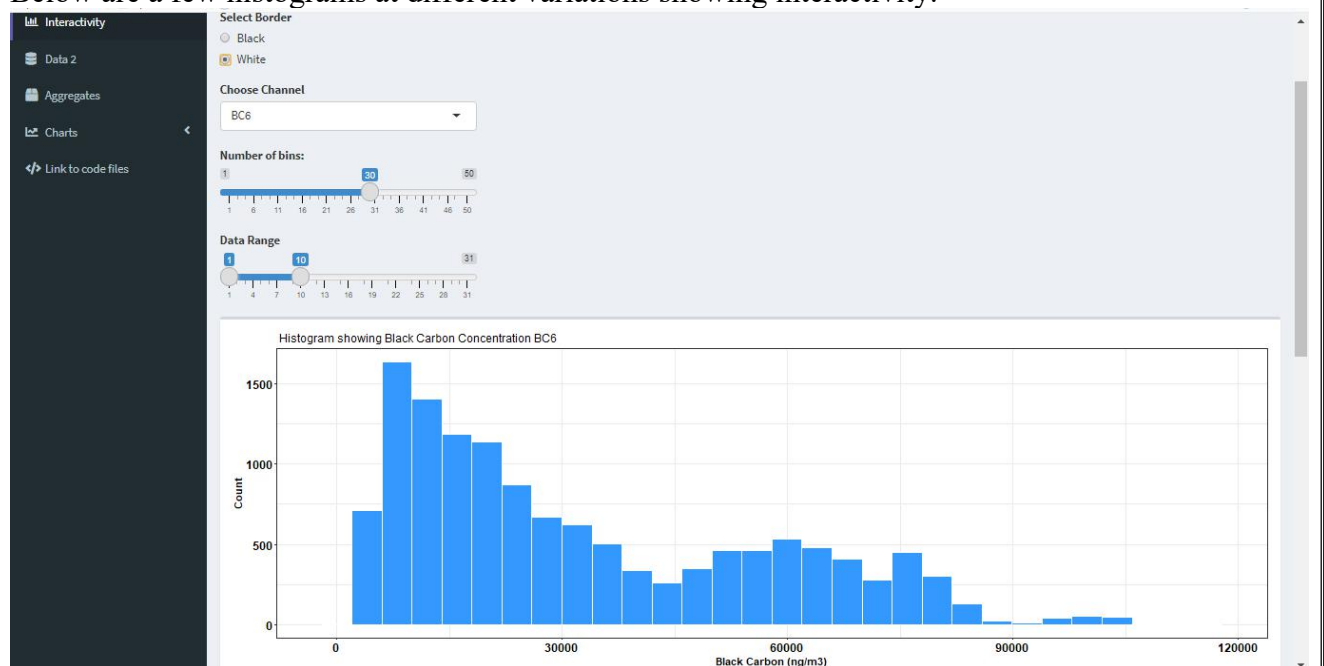 Below are a few histograms at different variations showing interactivity.
Interactivity
Data 2
Aggregates
Charts
Link to code files
Select Border
Black
White
Choose Channel
BC6
Number of bins:
1 30 50
1 6 11 16 21 26 31 36 41 46 50
Data Range
1 10 31
1 4 7 10 13 16 19 22 25 28 31
Histogram showing Black Carbon Concentration BC6
Count
1500
1000
500
0
0 30000 60000 90000 120000
Black Carbon (ng/m3)